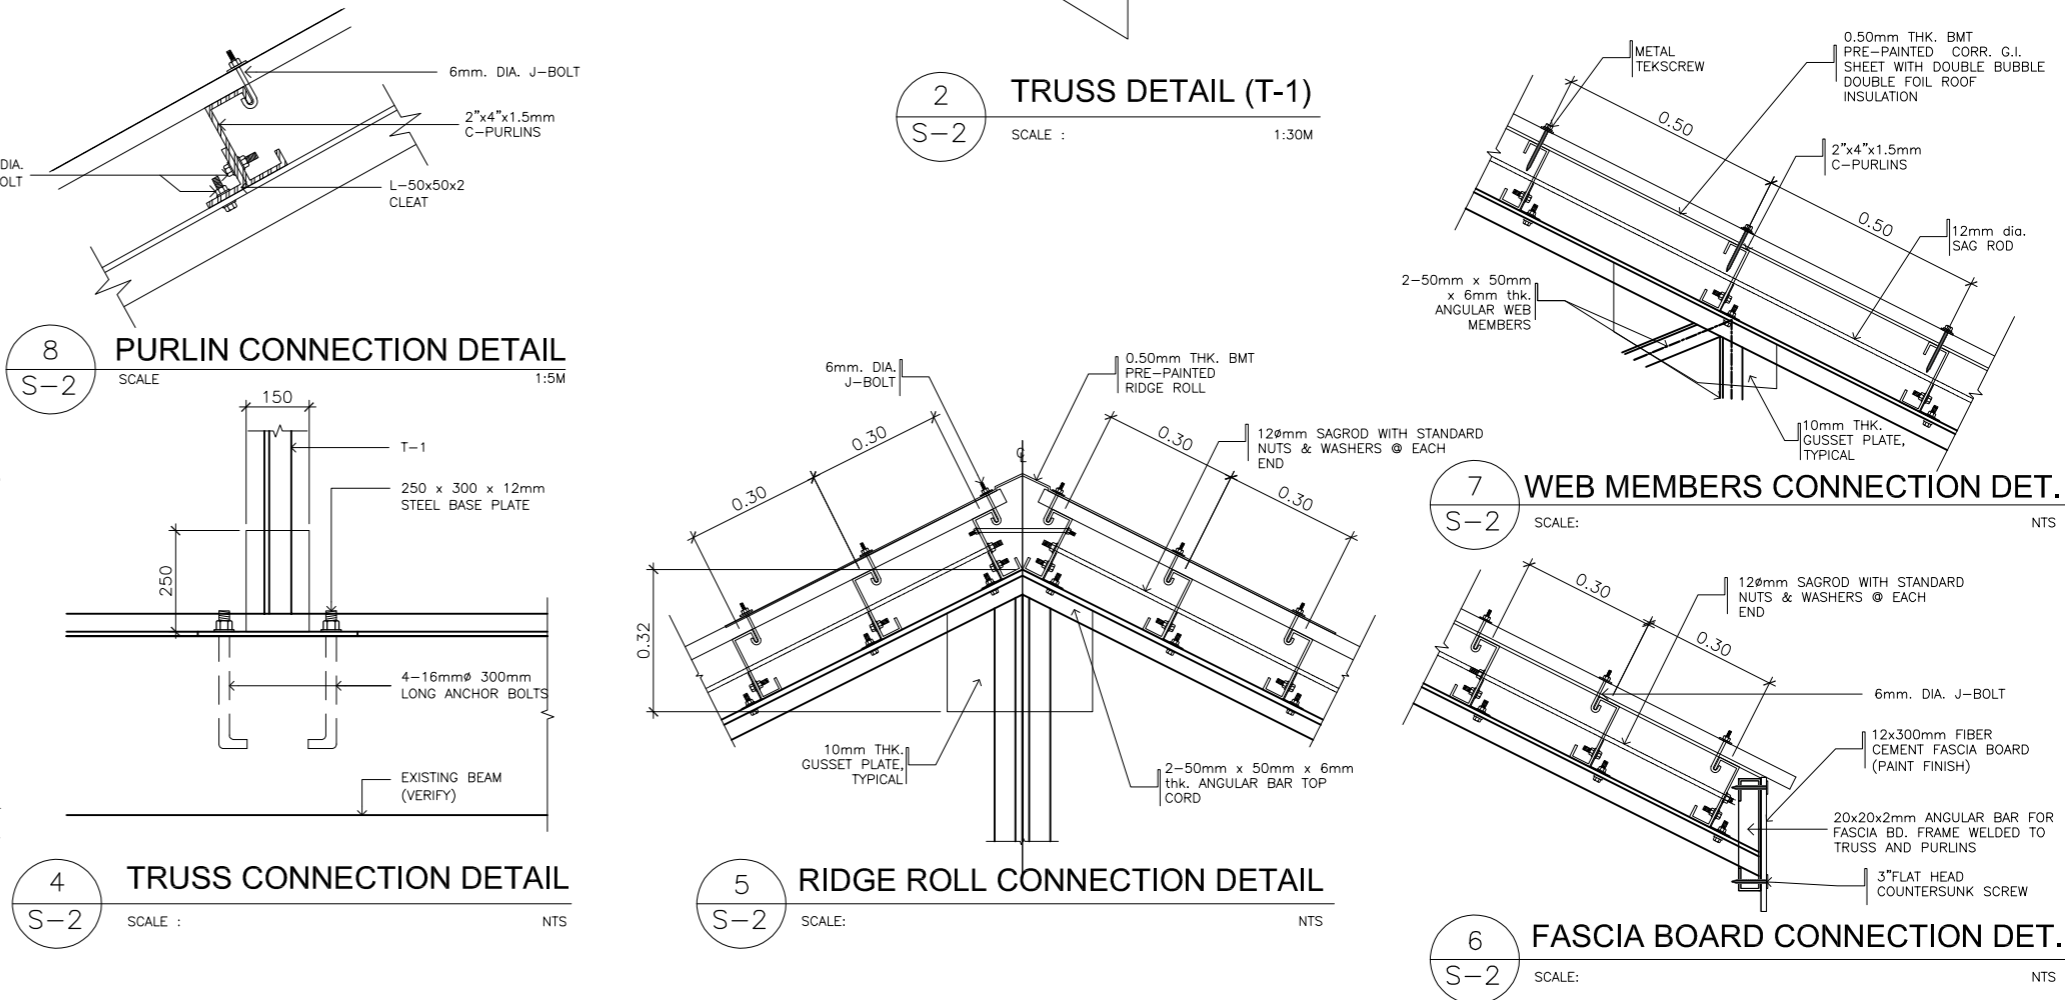 6mm. DIA. J-BOLT
2"x4"x1.5mm
C-PURLINS
DIA.
OLT
L-50x50x2
CLEAT
8
S-2
PURLIN CONNECTION DETAIL
SCALE
1:5M
2
S-2
TRUSS DETAIL (T-1)
SCALE :
1:30M
METAL
TEKSCREW
0.50mm THK. BMT
PRE-PAINTED CORR. G.I.
SHEET WITH DOUBLE BUBBLE
DOUBLE FOIL ROOF
INSULATION
0.50
0.50
2"x4"x1.5mm
C-PURLINS
12mm dia.
SAG ROD
2-50mm x 50mm
x 6mm thk.
ANGULAR WEB
MEMBERS
10mm THK.
GUSSET PLATE,
TYPICAL
7
S-2
WEB MEMBERS CONNECTION DET.
SCALE:
NTS
150
250
T-1
250 x 300 x 12mm
STEEL BASE PLATE
4-16mmø 300mm
LONG ANCHOR BOLTS
EXISTING BEAM
(VERIFY)
4
S-2
TRUSS CONNECTION DETAIL
SCALE :
NTS
6mm. DIA.
J-BOLT
0.50mm THK. BMT
PRE-PAINTED
RIDGE ROLL
12ømm SAGROD WITH STANDARD
NUTS & WASHERS @ EACH
END
0.30
0.30
0.30
0.30
0.32
10mm THK.
GUSSET PLATE,
TYPICAL
2-50mm x 50mm x 6mm
thk. ANGULAR BAR TOP
CORD
5
S-2
RIDGE ROLL CONNECTION DETAIL
SCALE:
NTS
0.30
0.30
12ømm SAGROD WITH STANDARD
NUTS & WASHERS @ EACH
END
6mm. DIA. J-BOLT
12x300mm FIBER
CEMENT FASCIA BOARD
(PAINT FINISH)
20x20x2mm ANGULAR BAR FOR
FASCIA BD. FRAME WELDED TO
TRUSS AND PURLINS
3"FLAT HEAD
COUNTERSUNK SCREW
6
S-2
FASCIA BOARD CONNECTION DET.
SCALE:
NTS